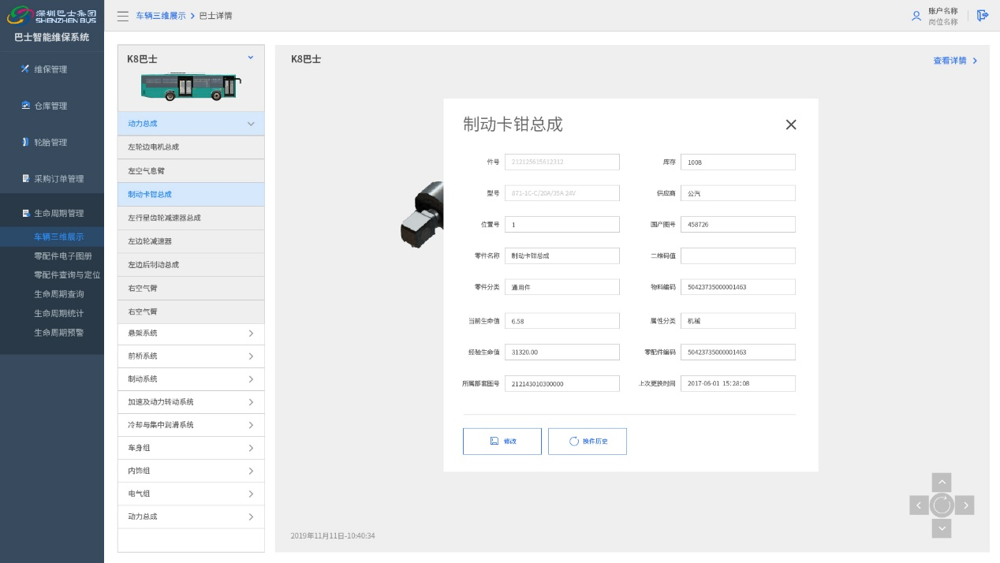 深圳巴士集团
SHENZHEN BUS
巴士智能维保系统
维保管理
仓库管理
轮胎管理
采购订单管理
生命周期管理
车辆三维展示
零配件电子图册
零配件查询与定位
生命周期查询
生命周期统计
生命周期预警
车辆三维展示 > 巴士详情
账户名称
岗位名称
K8巴士
动力总成
左轮边电机总成
左空气息臂
制动卡钳总成
左行星齿轮减速器总成
左边轮减速器
左边后制动总成
右空气臂
右空气臂
悬架系统
前桥系统
制动系统
加速及动力转动系统
冷却与集中润滑系统
车身组
内饰组
电气组
动力总成
K8巴士
查看详情
制动卡钳总成
件号 212125615612312
库存 1008
型号 071-1C-C/20A/35A 24V
供应商 公汽
位置号 1
国产图号 458726
零件名称 制动卡钳总成
二维码值
零件分类 通用件
物料编码 50423735000001463
当前生命值 6.58
属性分类 机械
经验生命值 31320.00
零配件编码 50423735000001463
所属部套图号 212143010300000
上次更换时间 2017-06-01 15:28:08
修改
换件历史
2019年11月11日-10:40:34